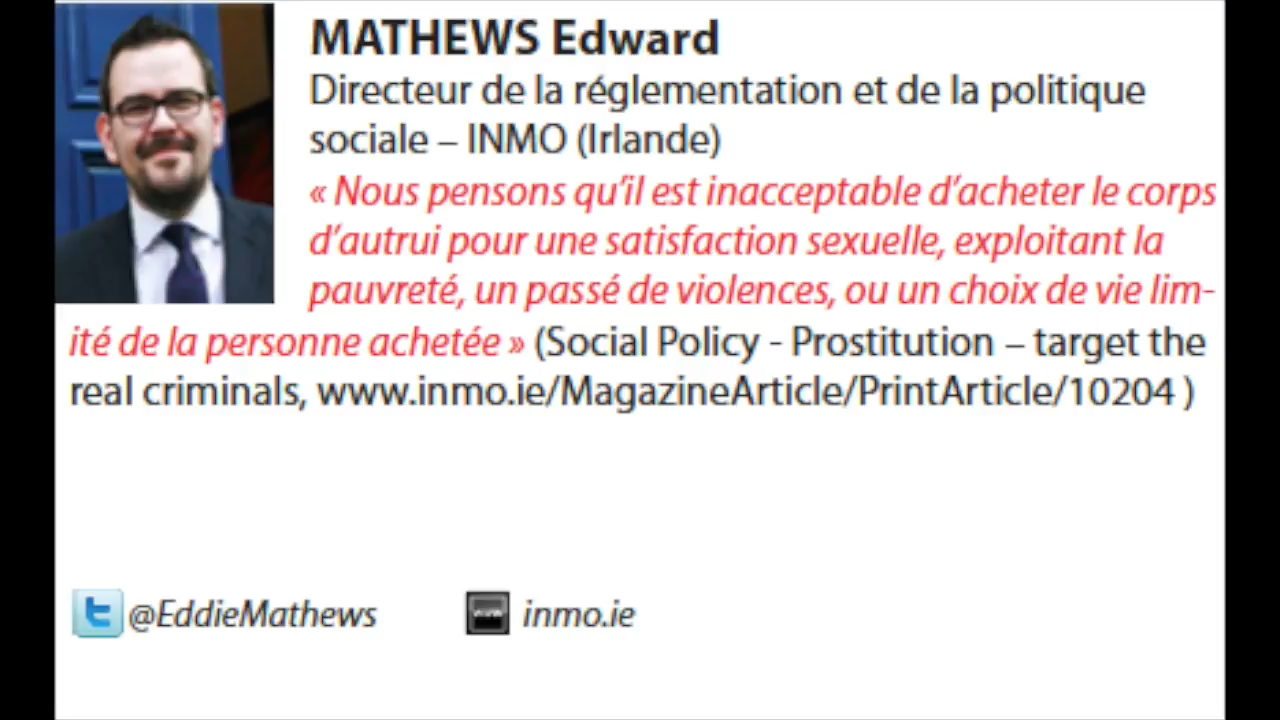 MATHEWS Edward
Directeur de la réglementation et de la politique
sociale – INMO (Irlande)
« Nous pensons qu’il est inacceptable d’acheter le corps
d’autrui pour une satisfaction sexuelle, exploitant la
pauvreté, un passé de violences, ou un choix de vie lim-
ité de la personne achetée » (Social Policy - Prostitution – target the
real criminals, www.inmo.ie/MagazineArticle/PrintArticle/10204 )
@EddieMathews inmo.ie